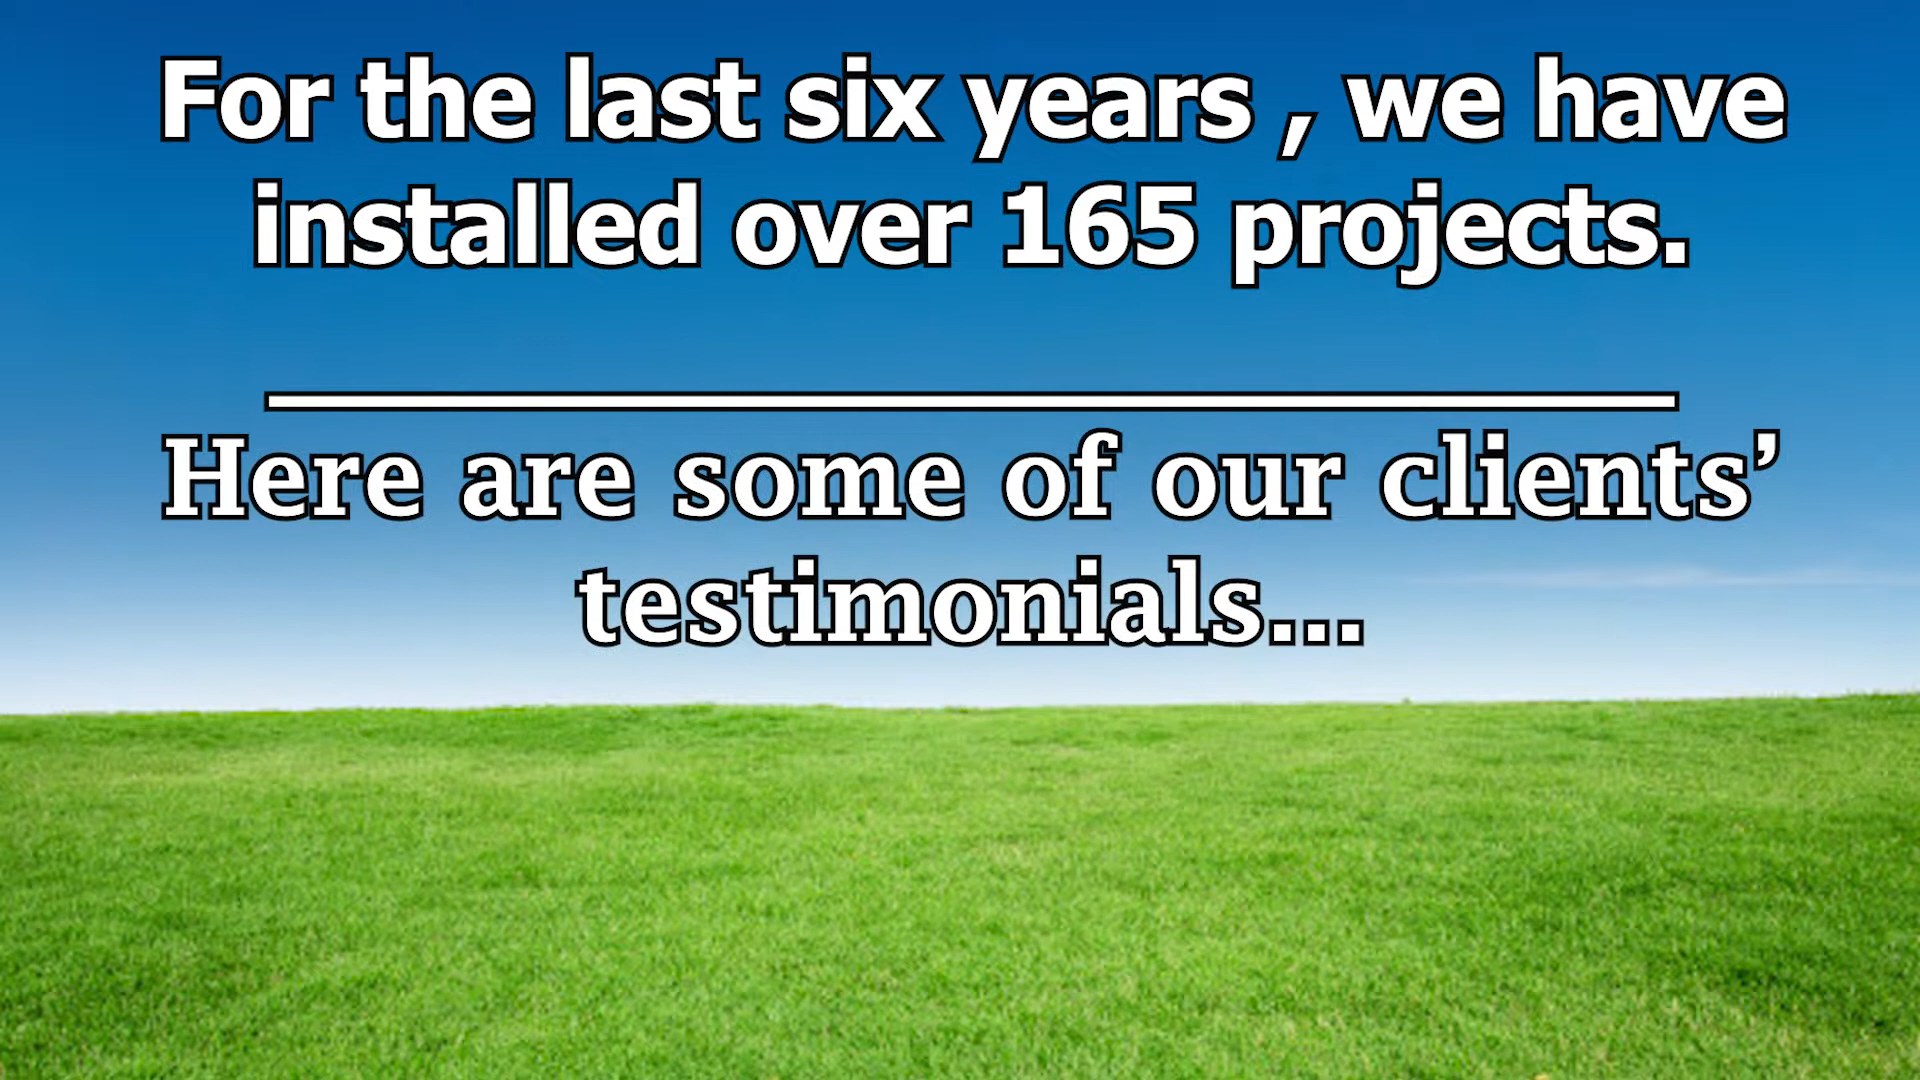 For the last six years , we have
installed over 165 projects.
Here are some of our clients’
testimonials...